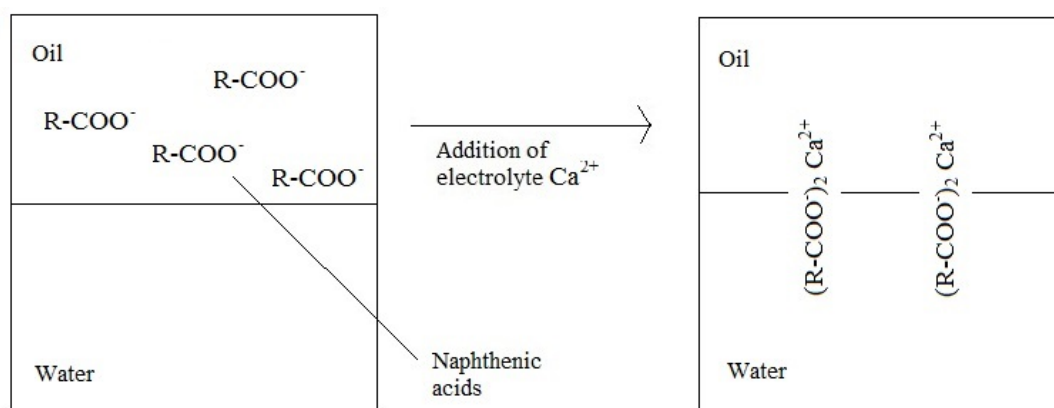 Oil
R-COO⁻
R-COO⁻
R-COO⁻
R-COO⁻
Water
Addition of
electrolyte Ca²⁺
Naphthenic
acids
Oil
(R-COO⁻)₂ Ca²⁺
(R-COO⁻)₂ Ca²⁺
Water